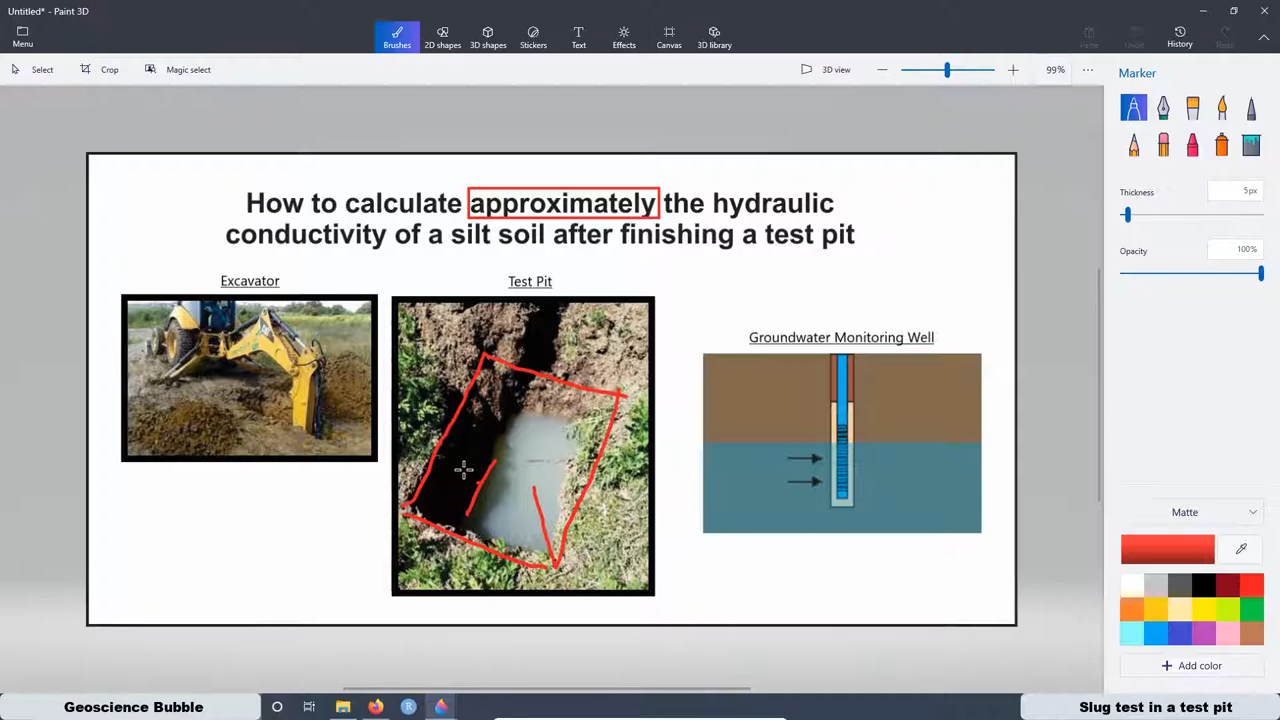 Untitled* - Paint 3D
Menu
Brushes
2D shapes
3D shapes
Stickers
Text
Effects
Canvas
3D library
Paste
Undo
History
Redo
Select
Crop
Magic select
3D view
99%
Marker
Thickness
5px
Opacity
100%
Matte
Add color
How to calculate approximately the hydraulic
conductivity of a silt soil after finishing a test pit
Excavator
Test Pit
Groundwater Monitoring Well
Geoscience Bubble
Slug test in a test pit